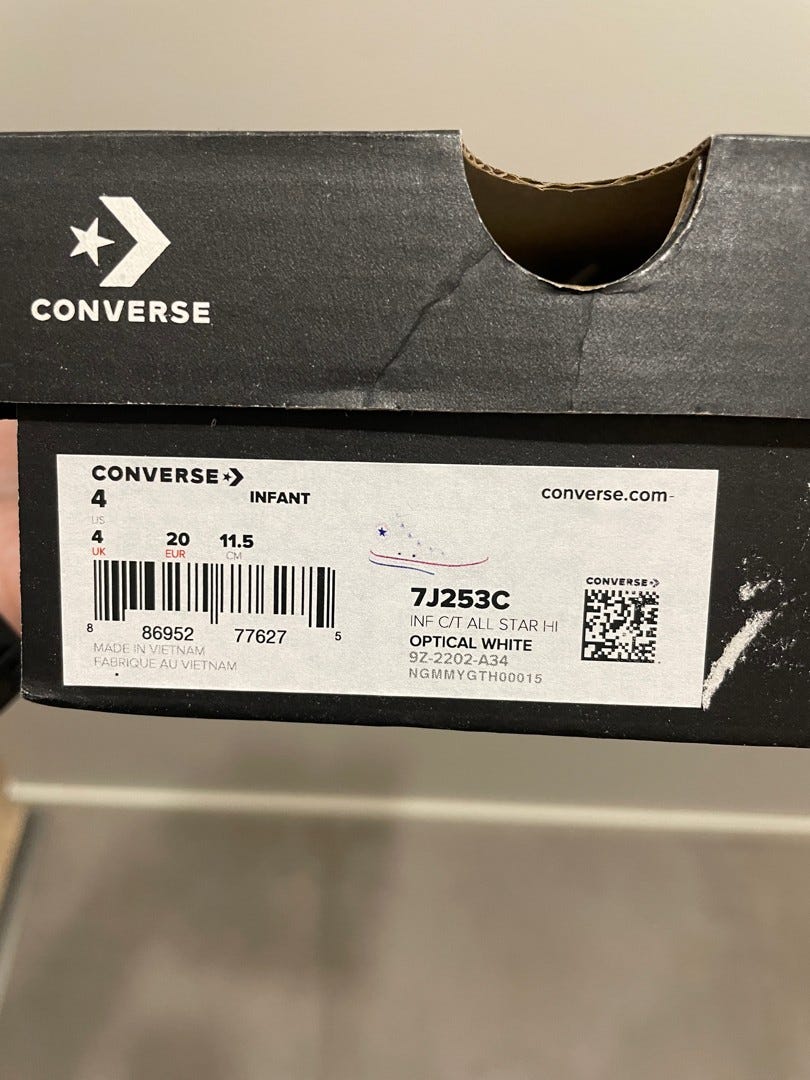 CONVERSE
CONVERSE
4 INFANT
US
4 20 11.5
UK EUR CM
8 86952 77627 5
MADE IN VIETNAM
FABRIQUE AU VIETNAM
converse.com
7J253C
INF C/T ALL STAR HI
OPTICAL WHITE
9Z-2202-A34
NGMMYGTH00015
CONVERSE